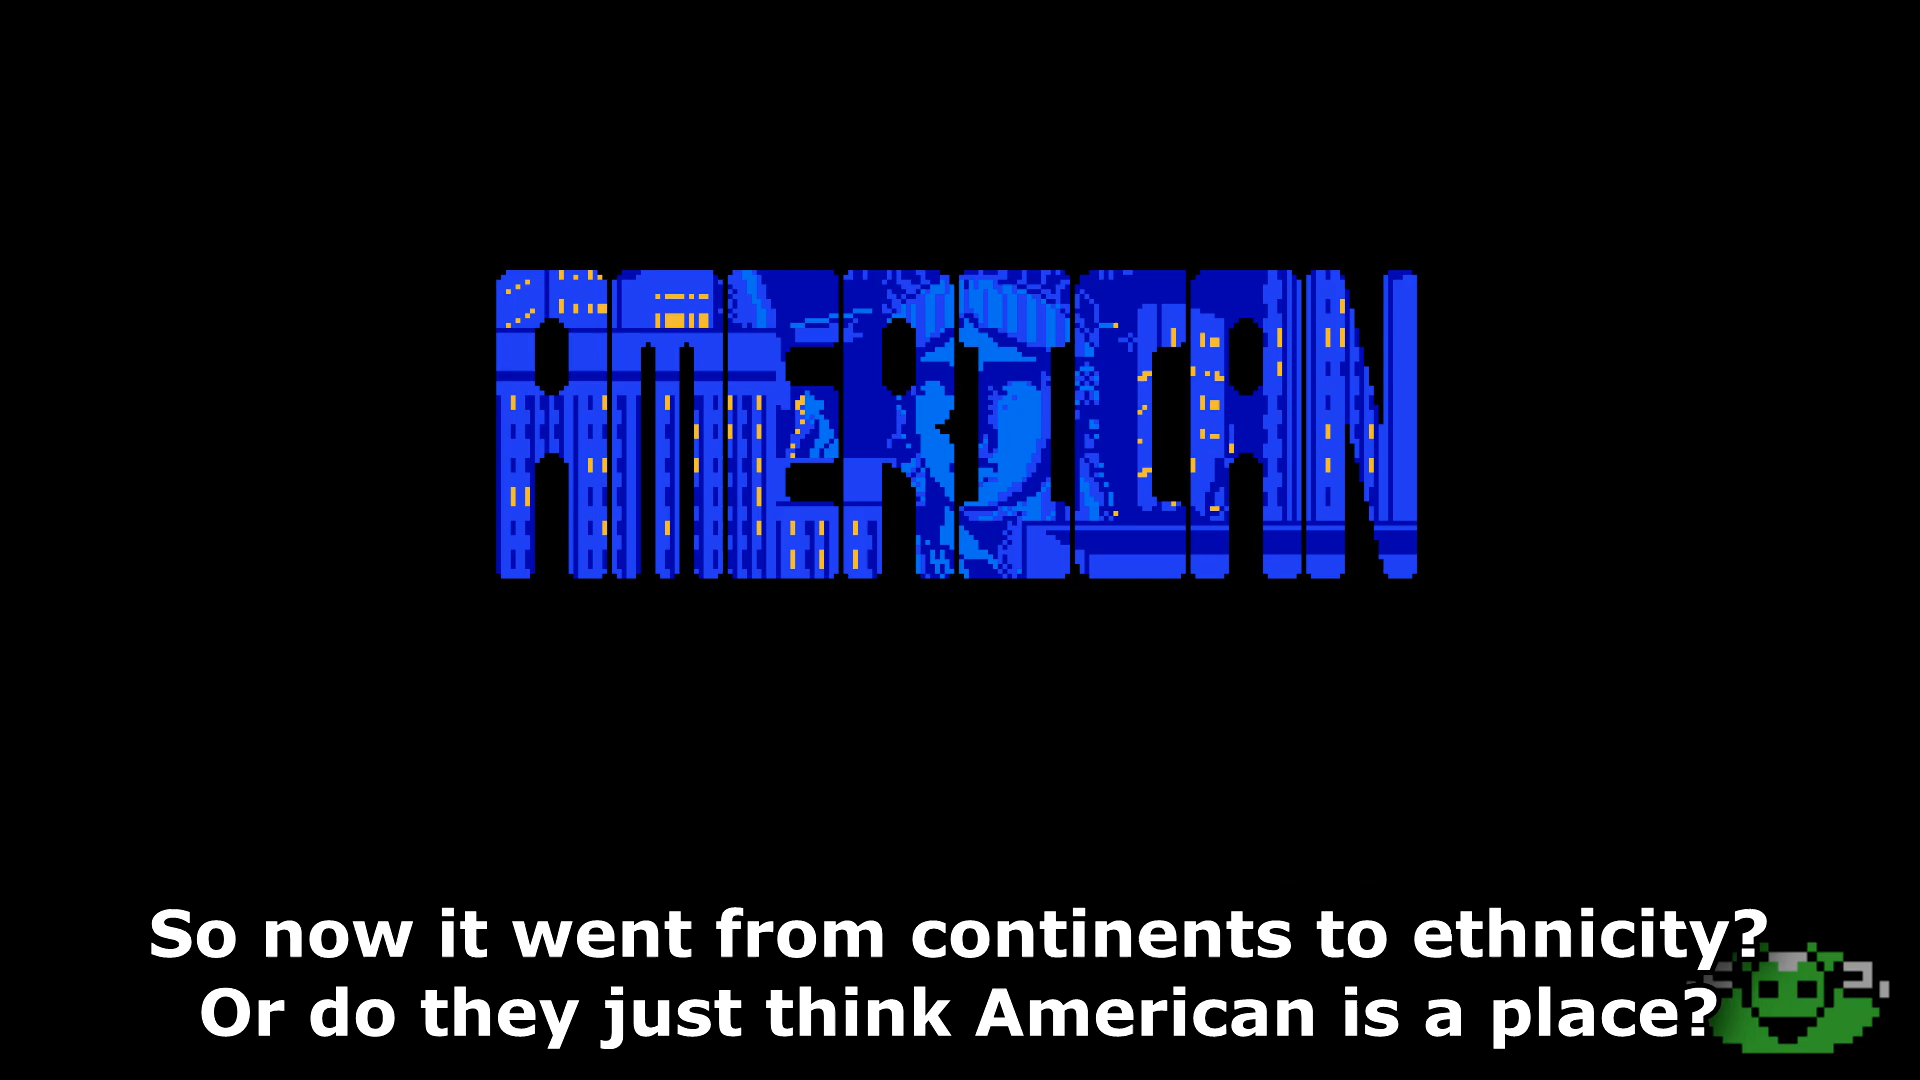 AMERICAN
So now it went from continents to ethnicity?
Or do they just think American is a place?